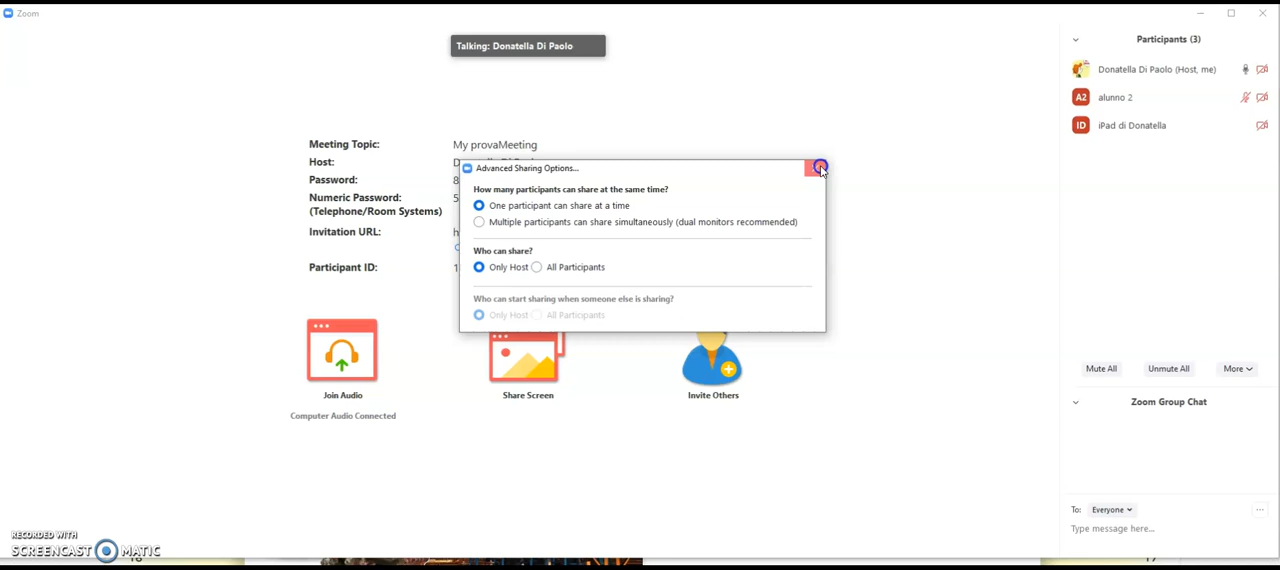 Zoom
Talking: Donatella Di Paolo
Participants (3)
Donatella Di Paolo (Host, me)
A2 alunno 2
ID iPad di Donatella
Meeting Topic: My provaMeeting
Host:
Password: 8
Numeric Password: 5
(Telephone/Room Systems)
Invitation URL: h
Participant ID: 1
Advanced Sharing Options...
How many participants can share at the same time?
One participant can share at a time
Multiple participants can share simultaneously (dual monitors recommended)
Who can share?
Only Host All Participants
Who can start sharing when someone else is sharing?
Only Host All Participants
Join Audio
Share Screen
Invite Others
Computer Audio Connected
Mute All Unmute All More
Zoom Group Chat
To: Everyone
Type message here...
RECORDED WITH
SCREENCAST MATIC